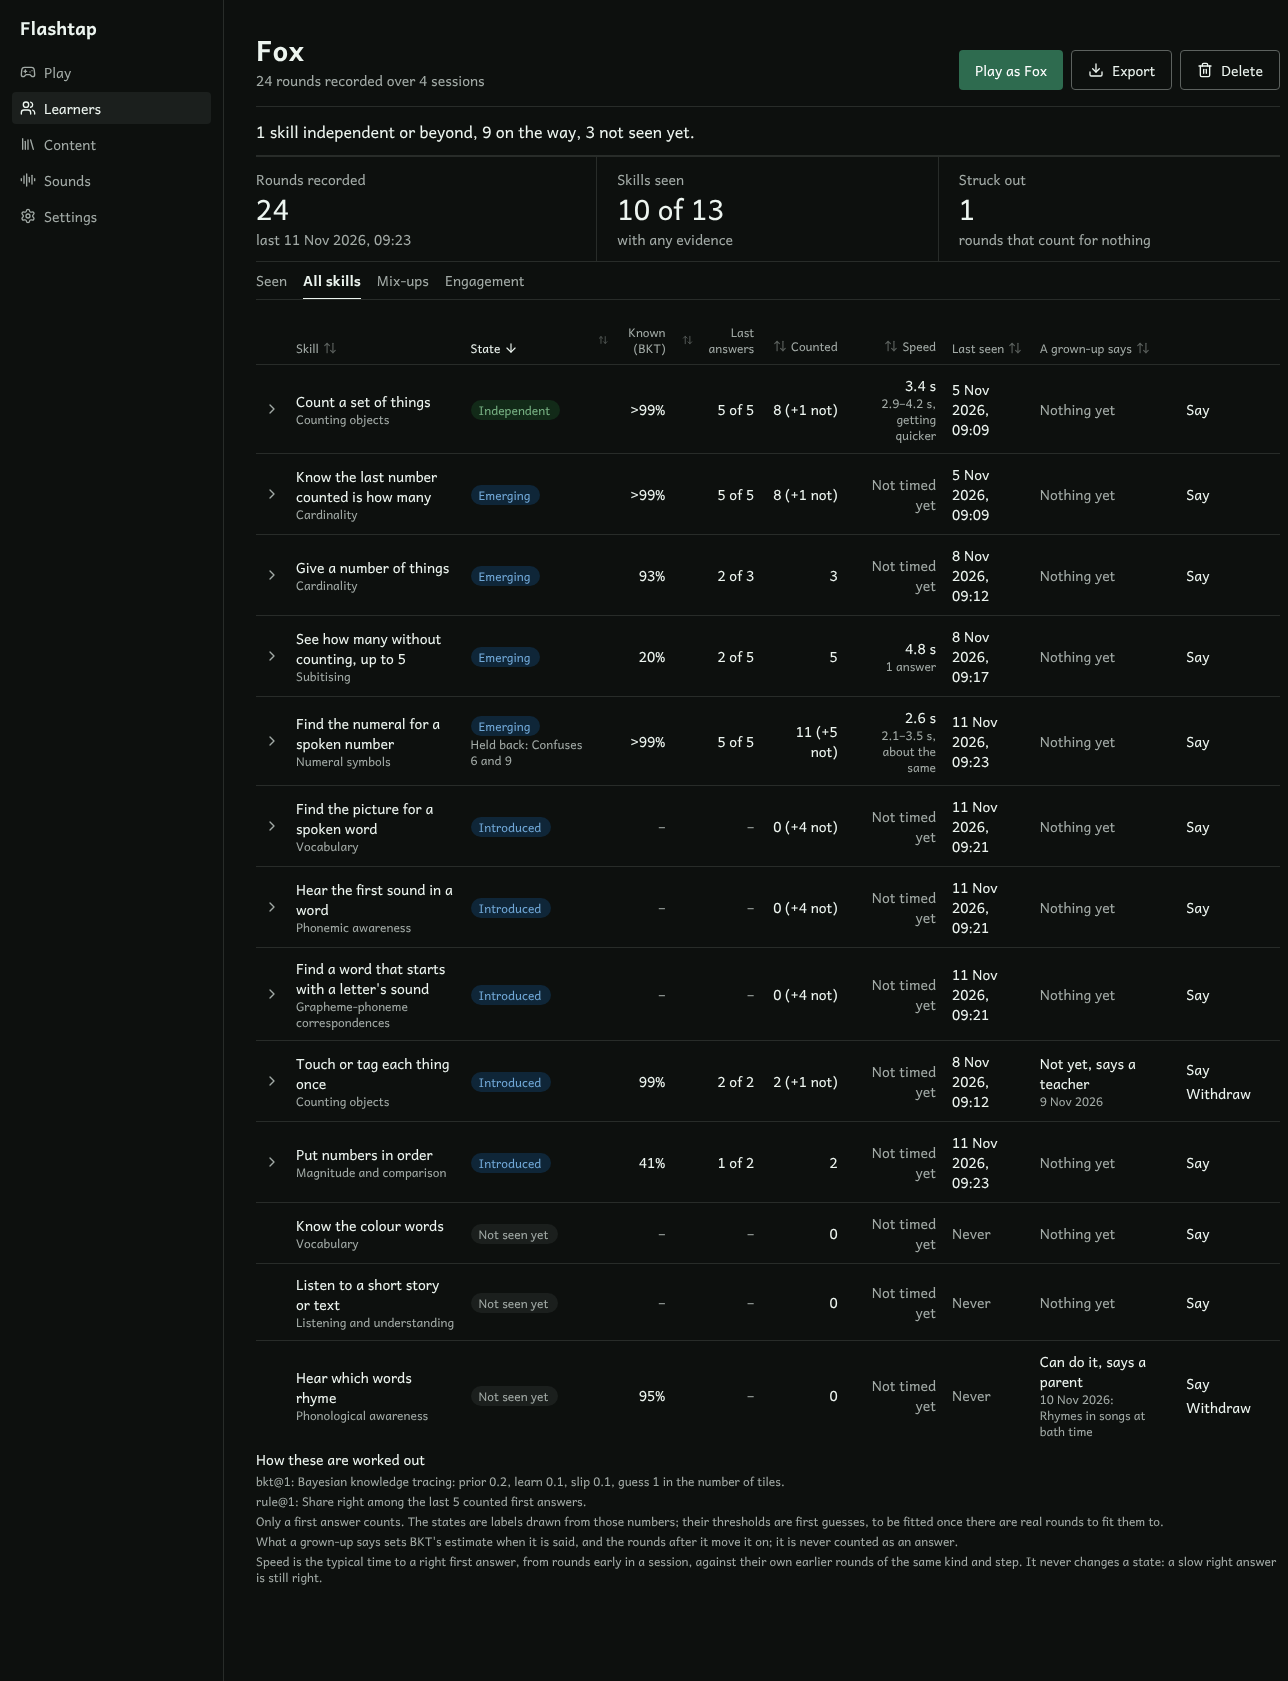 Flashtap
Play
Learners
Content
Sounds
Settings
Fox
24 rounds recorded over 4 sessions
Play as Fox
Export
Delete
1 skill independent or beyond, 9 on the way, 3 not seen yet.
Rounds recorded
24
last 11 Nov 2026, 09:23
Skills seen
10 of 13
with any evidence
Struck out
1
rounds that count for nothing
Seen
All skills
Mix-ups
Engagement
Skill
State
Known
(BKT)
Last
answers
Counted
Speed
Last seen
A grown-up says
Count a set of things
Counting objects
Independent
>99%
5 of 5
8 (+1 not)
3.4 s
2.9–4.2 s,
getting
quicker
5 Nov
2026,
09:09
Nothing yet
Say
Know the last number
counted is how many
Cardinality
Emerging
>99%
5 of 5
8 (+1 not)
Not timed
yet
5 Nov
2026,
09:09
Nothing yet
Say
Give a number of things
Cardinality
Emerging
93%
2 of 3
3
Not timed
yet
8 Nov
2026,
09:12
Nothing yet
Say
See how many without
counting, up to 5
Subitising
Emerging
20%
2 of 5
5
4.8 s
1 answer
8 Nov
2026,
09:17
Nothing yet
Say
Find the numeral for a
spoken number
Numeral symbols
Emerging
Held back: Confuses
6 and 9
>99%
5 of 5
11 (+5
not)
2.6 s
2.1–3.5 s,
about the
same
11 Nov
2026,
09:23
Nothing yet
Say
Find the picture for a
spoken word
Vocabulary
Introduced
–
–
0 (+4 not)
Not timed
yet
11 Nov
2026,
09:21
Nothing yet
Say
Hear the first sound in a
word
Phonemic awareness
Introduced
–
–
0 (+4 not)
Not timed
yet
11 Nov
2026,
09:21
Nothing yet
Say
Find a word that starts
with a letter's sound
Grapheme-phoneme
correspondences
Introduced
–
–
0 (+4 not)
Not timed
yet
11 Nov
2026,
09:21
Nothing yet
Say
Touch or tag each thing
once
Counting objects
Introduced
99%
2 of 2
2 (+1 not)
Not timed
yet
8 Nov
2026,
09:12
Not yet, says a
teacher
9 Nov 2026
Say
Withdraw
Put numbers in order
Magnitude and comparison
Introduced
41%
1 of 2
2
Not timed
yet
11 Nov
2026,
09:23
Nothing yet
Say
Know the colour words
Vocabulary
Not seen yet
–
–
0
Not timed
yet
Never
Nothing yet
Say
Listen to a short story
or text
Listening and understanding
Not seen yet
–
–
0
Not timed
yet
Never
Nothing yet
Say
Hear which words
rhyme
Phonological awareness
Not seen yet
95%
–
0
Not timed
yet
Never
Can do it, says a
parent
10 Nov 2026:
Rhymes in songs at
bath time
Say
Withdraw
How these are worked out
bkt@1: Bayesian knowledge tracing: prior 0.2, learn 0.1, slip 0.1, guess 1 in the number of tiles.
rule@1: Share right among the last 5 counted first answers.
Only a first answer counts. The states are labels drawn from those numbers; their thresholds are first guesses, to be fitted once there are real rounds to fit them to.
What a grown-up says sets BKT's estimate when it is said, and the rounds after it move it on; it is never counted as an answer.
Speed is the typical time to a right first answer, from rounds early in a session, against their own earlier rounds of the same kind and step. It never changes a state: a slow right answer
is still right.